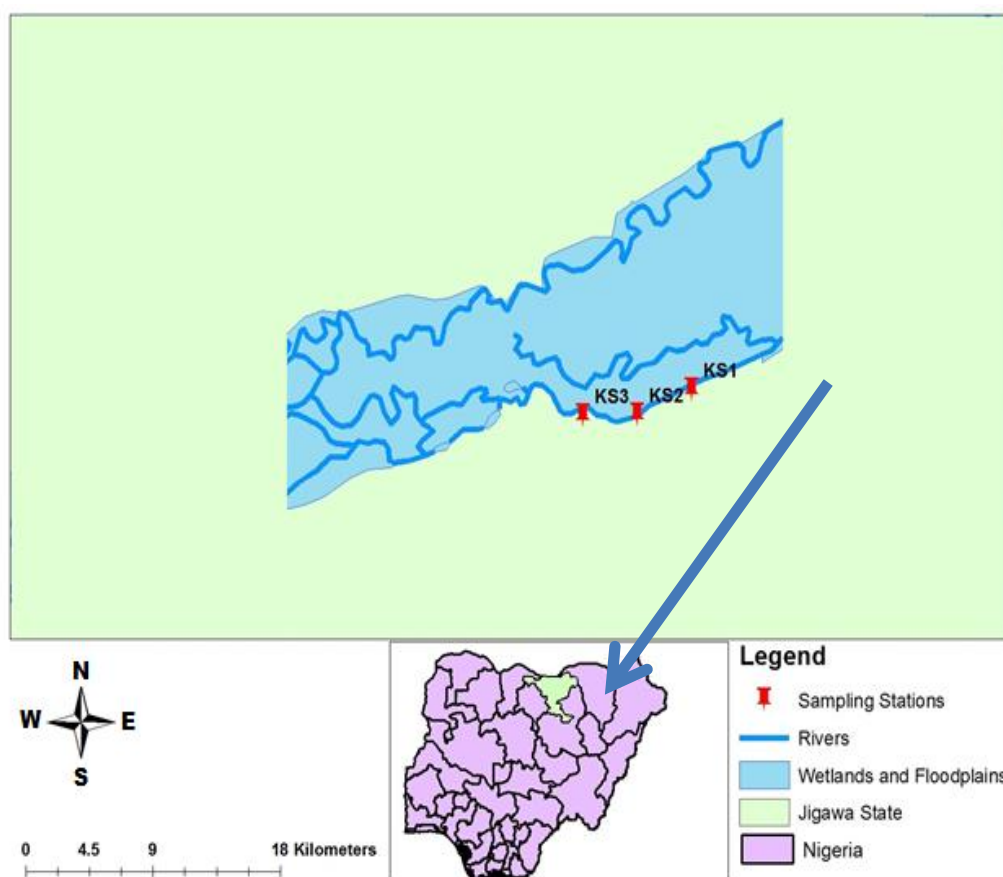 KS1
KS3
KS2
N
W
E
S
0 4.5 9 18 Kilometers
Legend
Sampling Stations
Rivers
Wetlands and Floodplains
Jigawa State
Nigeria